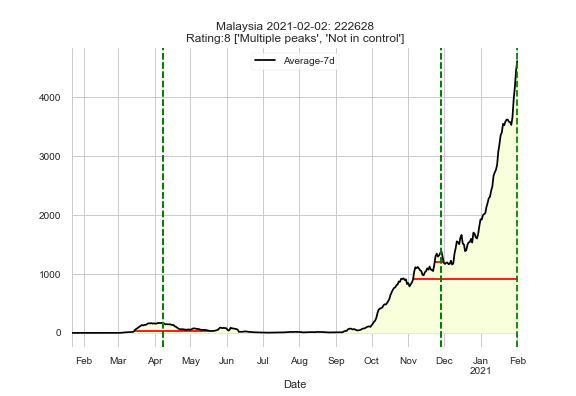 Malaysia 2021-02-02: 222628
Rating:8 ['Multiple peaks', 'Not in control']
Average-7d
4000
3000
2000
1000
0
Feb Mar Apr May Jun Jul Aug Sep Oct Nov Dec Jan Feb
2021
Date